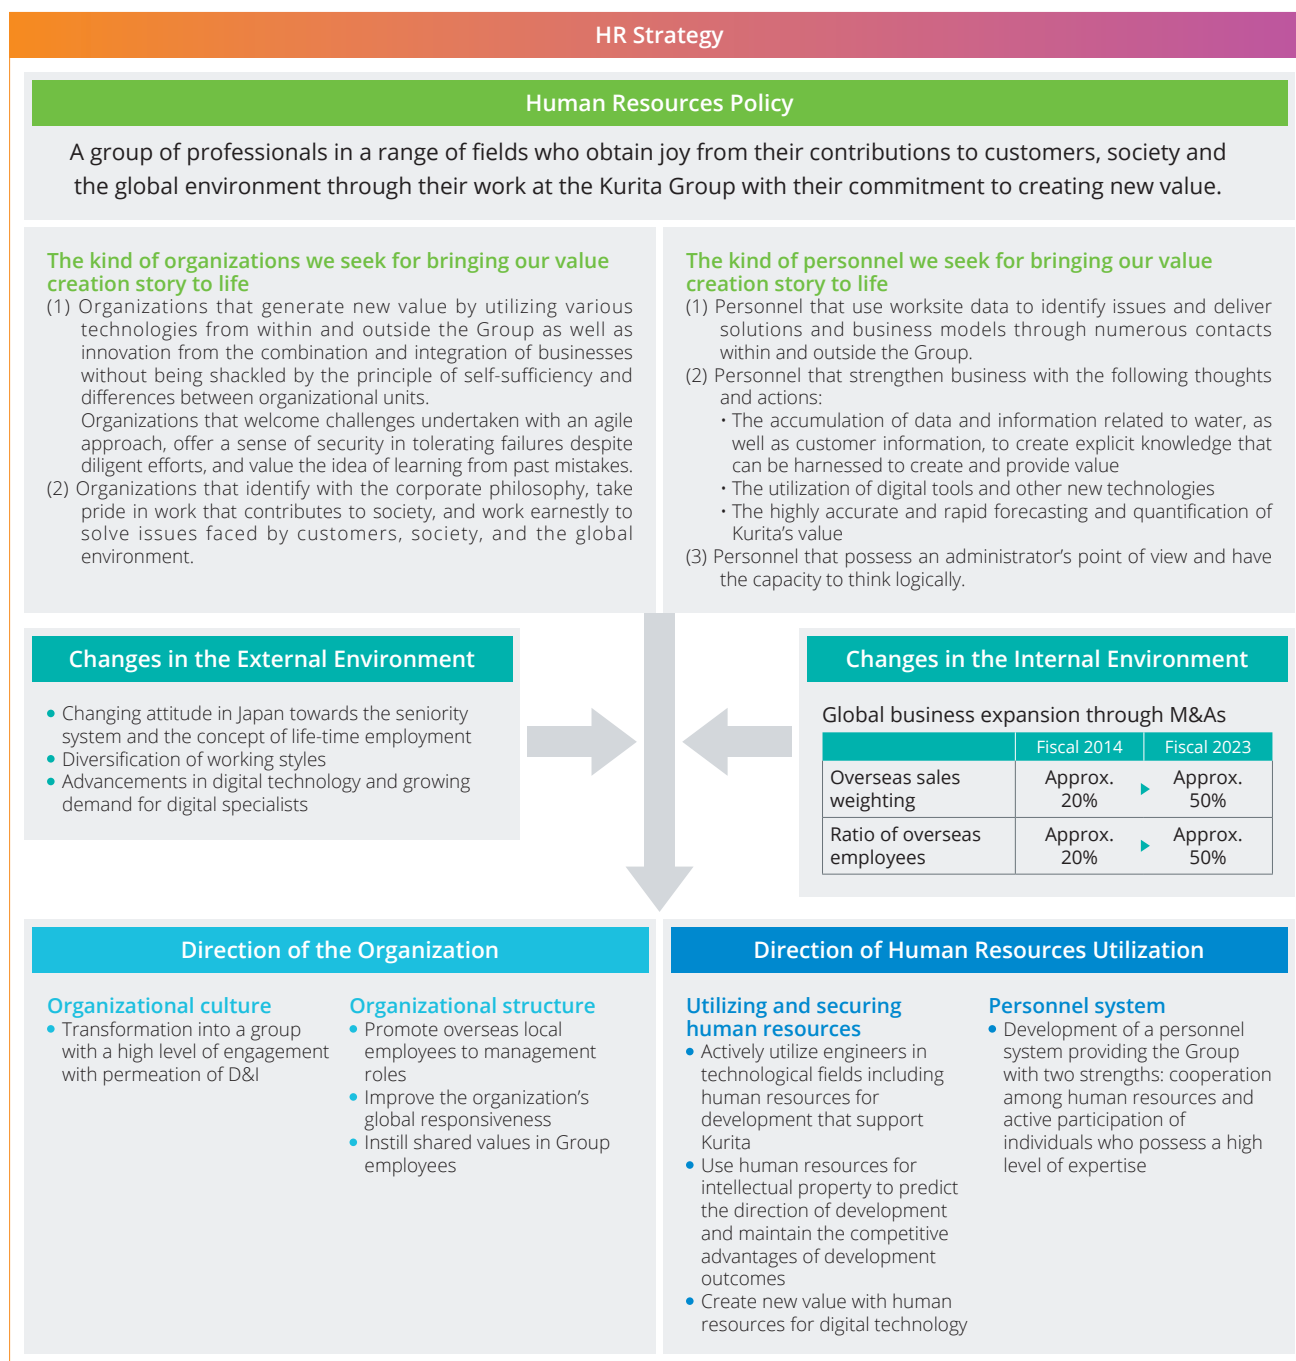 HR Strategy
Human Resources Policy
A group of professionals in a range of fields who obtain joy from their contributions to customers, society and
the global environment through their work at the Kurita Group with their commitment to creating new value.
The kind of organizations we seek for bringing our value
creation story to life
(1) Organizations that generate new value by utilizing various
technologies from within and outside the Group as well as
innovation from the combination and integration of businesses
without being shackled by the principle of self-sufficiency and
differences between organizational units.
Organizations that welcome challenges undertaken with an agile
approach, offer a sense of security in tolerating failures despite
diligent efforts, and value the idea of learning from past mistakes.
(2) Organizations that identify with the corporate philosophy, take
pride in work that contributes to society, and work earnestly to
solve issues faced by customers, society, and the global
environment.
The kind of personnel we seek for bringing our value
creation story to life
(1) Personnel that use worksite data to identify issues and deliver
solutions and business models through numerous contacts
within and outside the Group.
(2) Personnel that strengthen business with the following thoughts
and actions:
・The accumulation of data and information related to water, as
well as customer information, to create explicit knowledge that
can be harnessed to create and provide value
・The utilization of digital tools and other new technologies
・The highly accurate and rapid forecasting and quantification of
Kurita's value
(3) Personnel that possess an administrator's point of view and have
the capacity to think logically.
Changes in the External Environment
● Changing attitude in Japan towards the seniority
system and the concept of life-time employment
● Diversification of working styles
● Advancements in digital technology and growing
demand for digital specialists
Changes in the Internal Environment
Global business expansion through M&As
Fiscal 2014 Fiscal 2023
Overseas sales
weighting
Approx.
20%
▶
Approx.
50%
Ratio of overseas
employees
Approx.
20%
▶
Approx.
50%
Direction of the Organization
Organizational culture
● Transformation into a group
with a high level of engagement
with permeation of D&I
Organizational structure
● Promote overseas local
employees to management
roles
● Improve the organization's
global responsiveness
● Instill shared values in Group
employees
Direction of Human Resources Utilization
Utilizing and securing
human resources
● Actively utilize engineers in
technological fields including
human resources for
development that support
Kurita
● Use human resources for
intellectual property to predict
the direction of development
and maintain the competitive
advantages of development
outcomes
● Create new value with human
resources for digital technology
Personnel system
● Development of a personnel
system providing the Group
with two strengths: cooperation
among human resources and
active participation of
individuals who possess a high
level of expertise